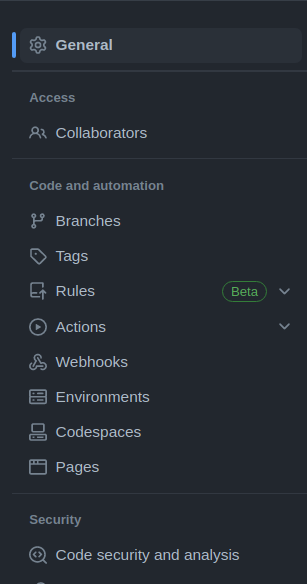 General
Access
Collaborators
Code and automation
Branches
Tags
Rules Beta
Actions
Webhooks
Environments
Codespaces
Pages
Security
Code security and analysis